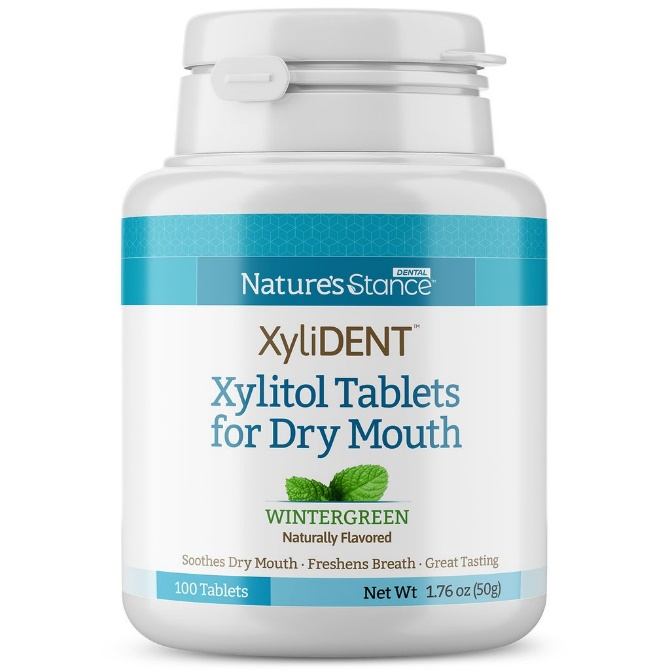 DENTAL
Nature's Stance™
XyliDENT™
Xylitol Tablets
for Dry Mouth
WINTERGREEN
Naturally Flavored
Soothes Dry Mouth · Freshens Breath · Great Tasting
100 Tablets Net Wt 1.76 oz (50g)